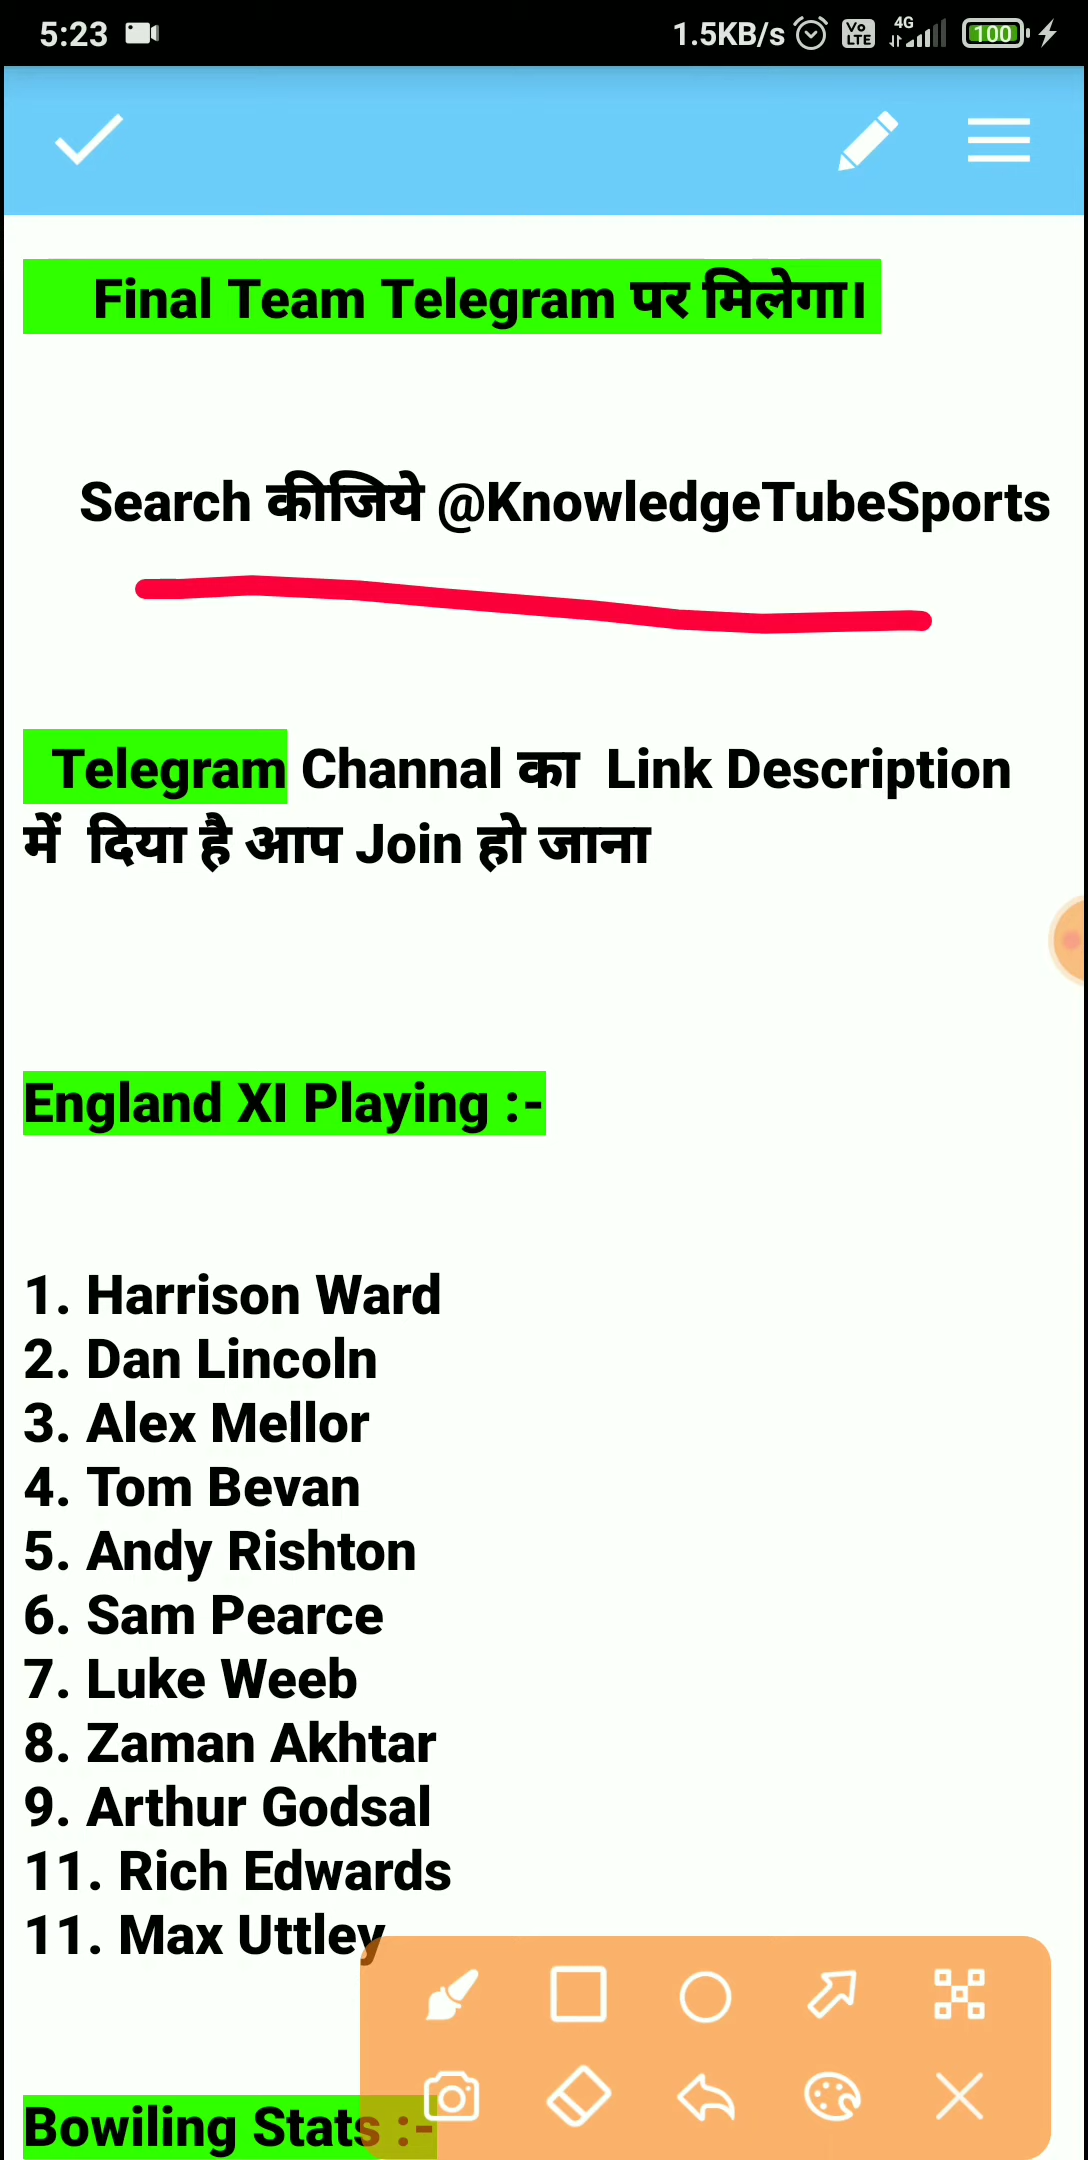 5:23 1.5KB/s Vo LTE 4G 100
Final Team Telegram पर मिलेगा।
Search कीजिये @KnowledgeTubeSports
Telegram Channal का Link Description
में दिया है आप Join हो जाना
England XI Playing :-
1. Harrison Ward
2. Dan Lincoln
3. Alex Mellor
4. Tom Bevan
5. Andy Rishton
6. Sam Pearce
7. Luke Weeb
8. Zaman Akhtar
9. Arthur Godsal
11. Rich Edwards
11. Max Uttley
Bowiling Stats :-